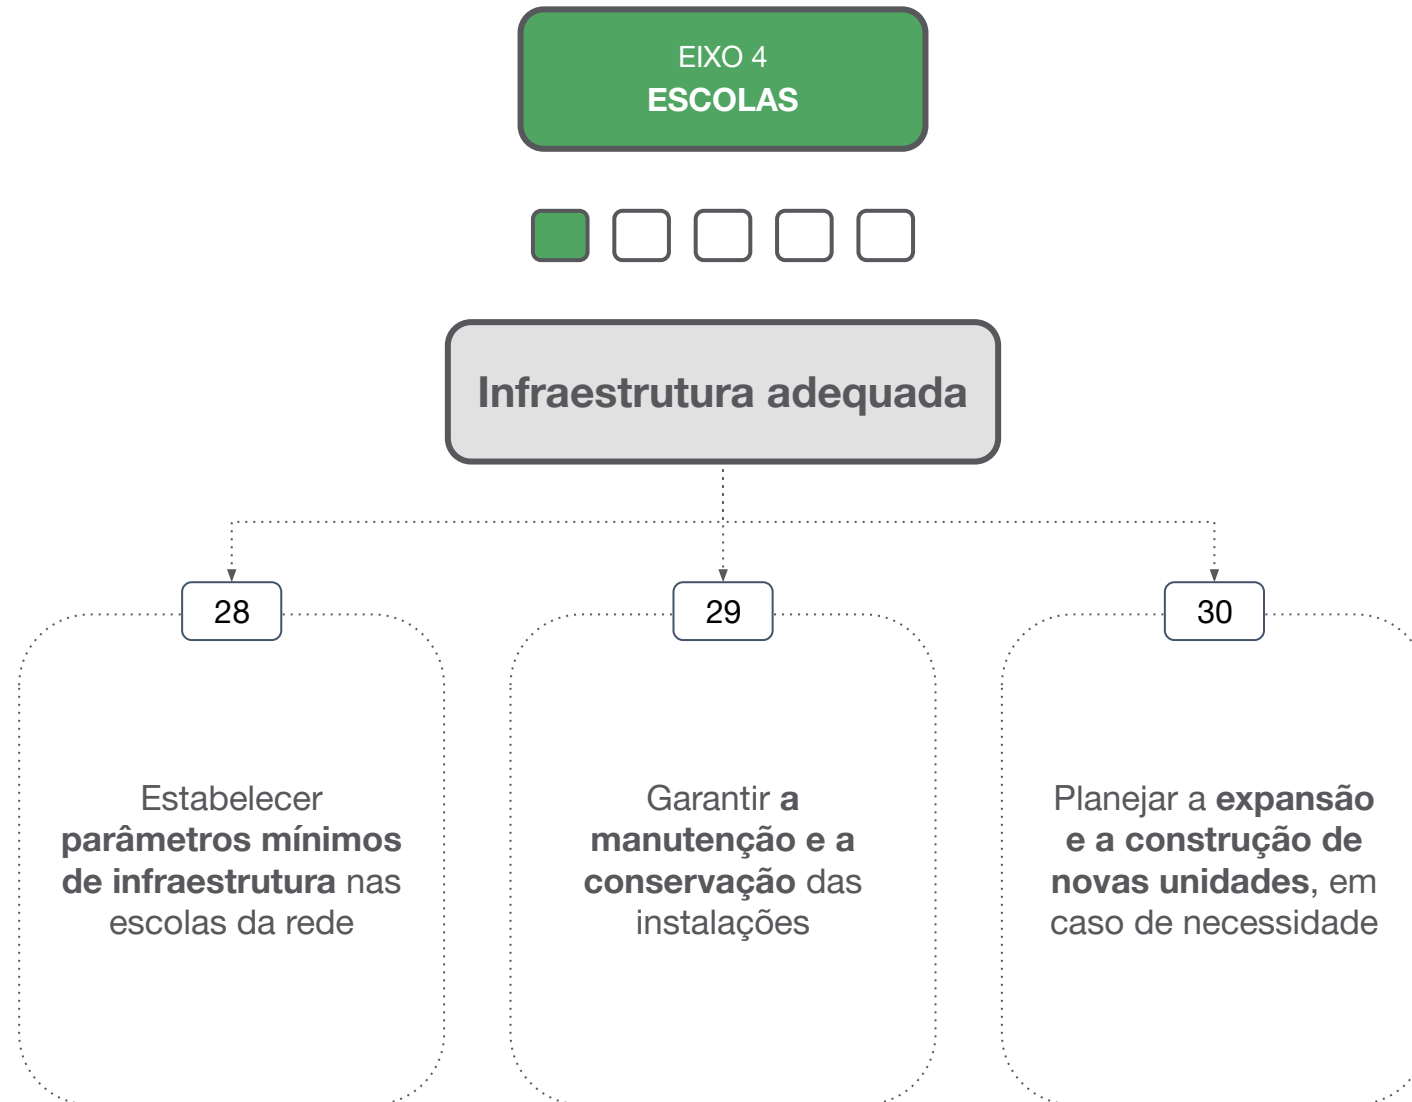 EIXO 4
ESCOLAS
Infraestrutura adequada
28
Estabelecer
parâmetros mínimos
de infraestrutura nas
escolas da rede
29
Garantir a
manutenção e a
conservação das
instalações
30
Planejar a expansão
e a construção de
novas unidades, em
caso de necessidade